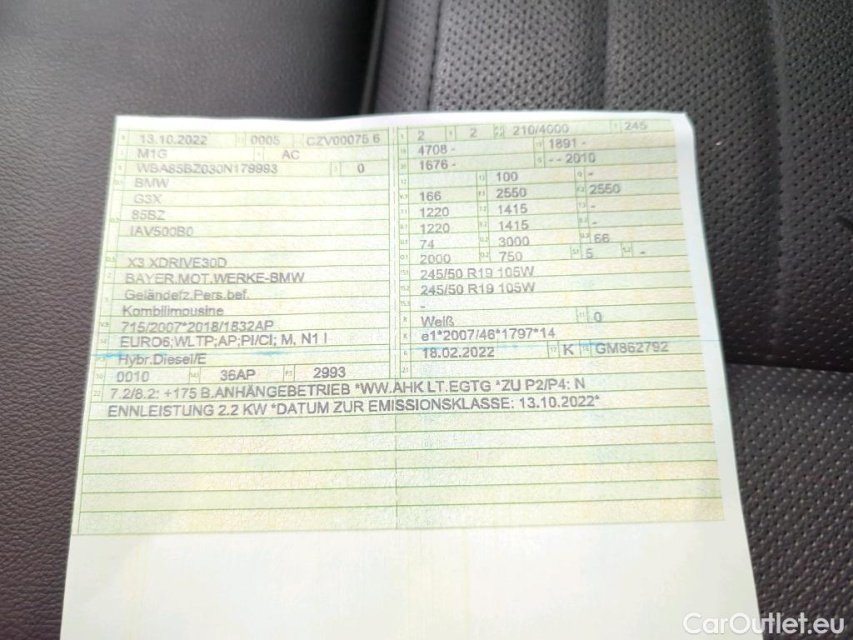 13.10.2022 0005 CZV00075 6
M1G AC
WBA85BZ030N179993 0
BMW
G3X
85BZ
IAV500B0
X3 XDRIVE30D
BAYER.MOT.WERKE-BMW
Geländefz.Pers.bef.
Kombilimousine
715/2007*2018/1832AP
EURO6;WLTP;AP;PI/CI; M, N1 I
Hybr.Diesel/E
0010 36AP 2993
2 2 210/4000 245
4708 - 1891 -
1676 - - - 2010
100 -
166 2550 2550
1220 1415 -
1220 1415 -
74 3000 66
2000 750 5 -
245/50 R19 105W
245/50 R19 105W
-
Weiß 0
e1*2007/46*1797*14
18.02.2022 K GM862792
7.2/8.2: +175 B.ANHÄNGEBETRIEB *WW.AHK LT.EGTG *ZU P2/P4: N
ENNLEISTUNG 2.2 KW *DATUM ZUR EMISSIONSKLASSE: 13.10.2022*
CarOutlet.eu